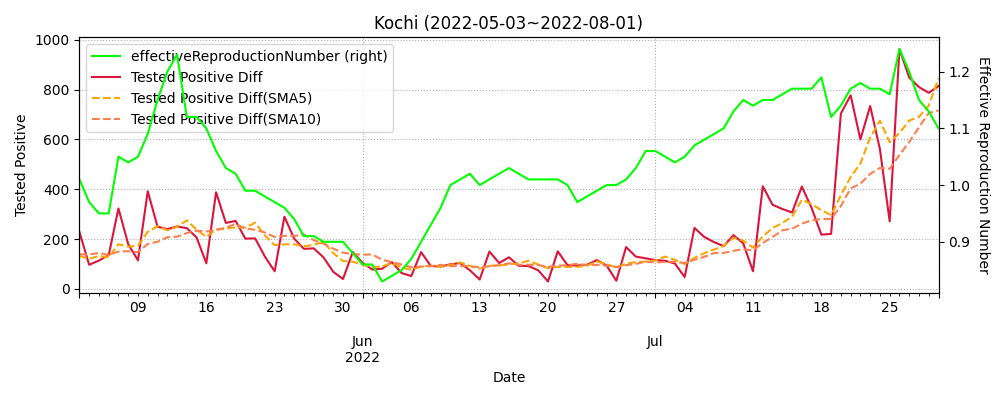 Kochi (2022-05-03~2022-08-01)
effectiveReproductionNumber (right)
Tested Positive Diff
Tested Positive Diff(SMA5)
Tested Positive Diff(SMA10)
Tested Positive
1000
800
600
400
200
0
1.2
1.1
1.0
0.9
Effective Reproduction Number
09 16 23 30 06 13 20 27 04 11 18 25
Jun Jul
2022
Date